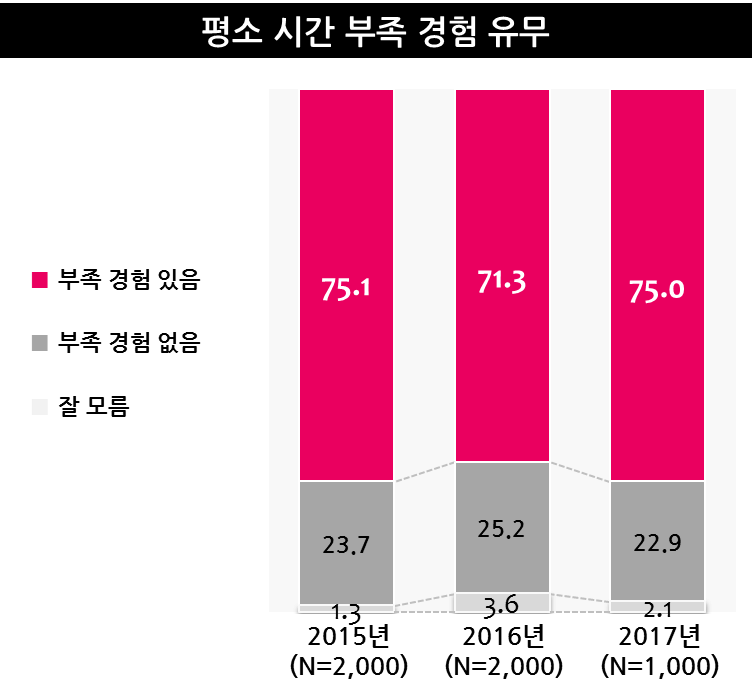 평소 시간 부족 경험 유무
부족 경험 있음
부족 경험 없음
잘 모름
75.1 71.3 75.0
23.7 25.2 22.9
1.3 3.6 2.1
2015년 2016년 2017년
(N=2,000) (N=2,000) (N=1,000)